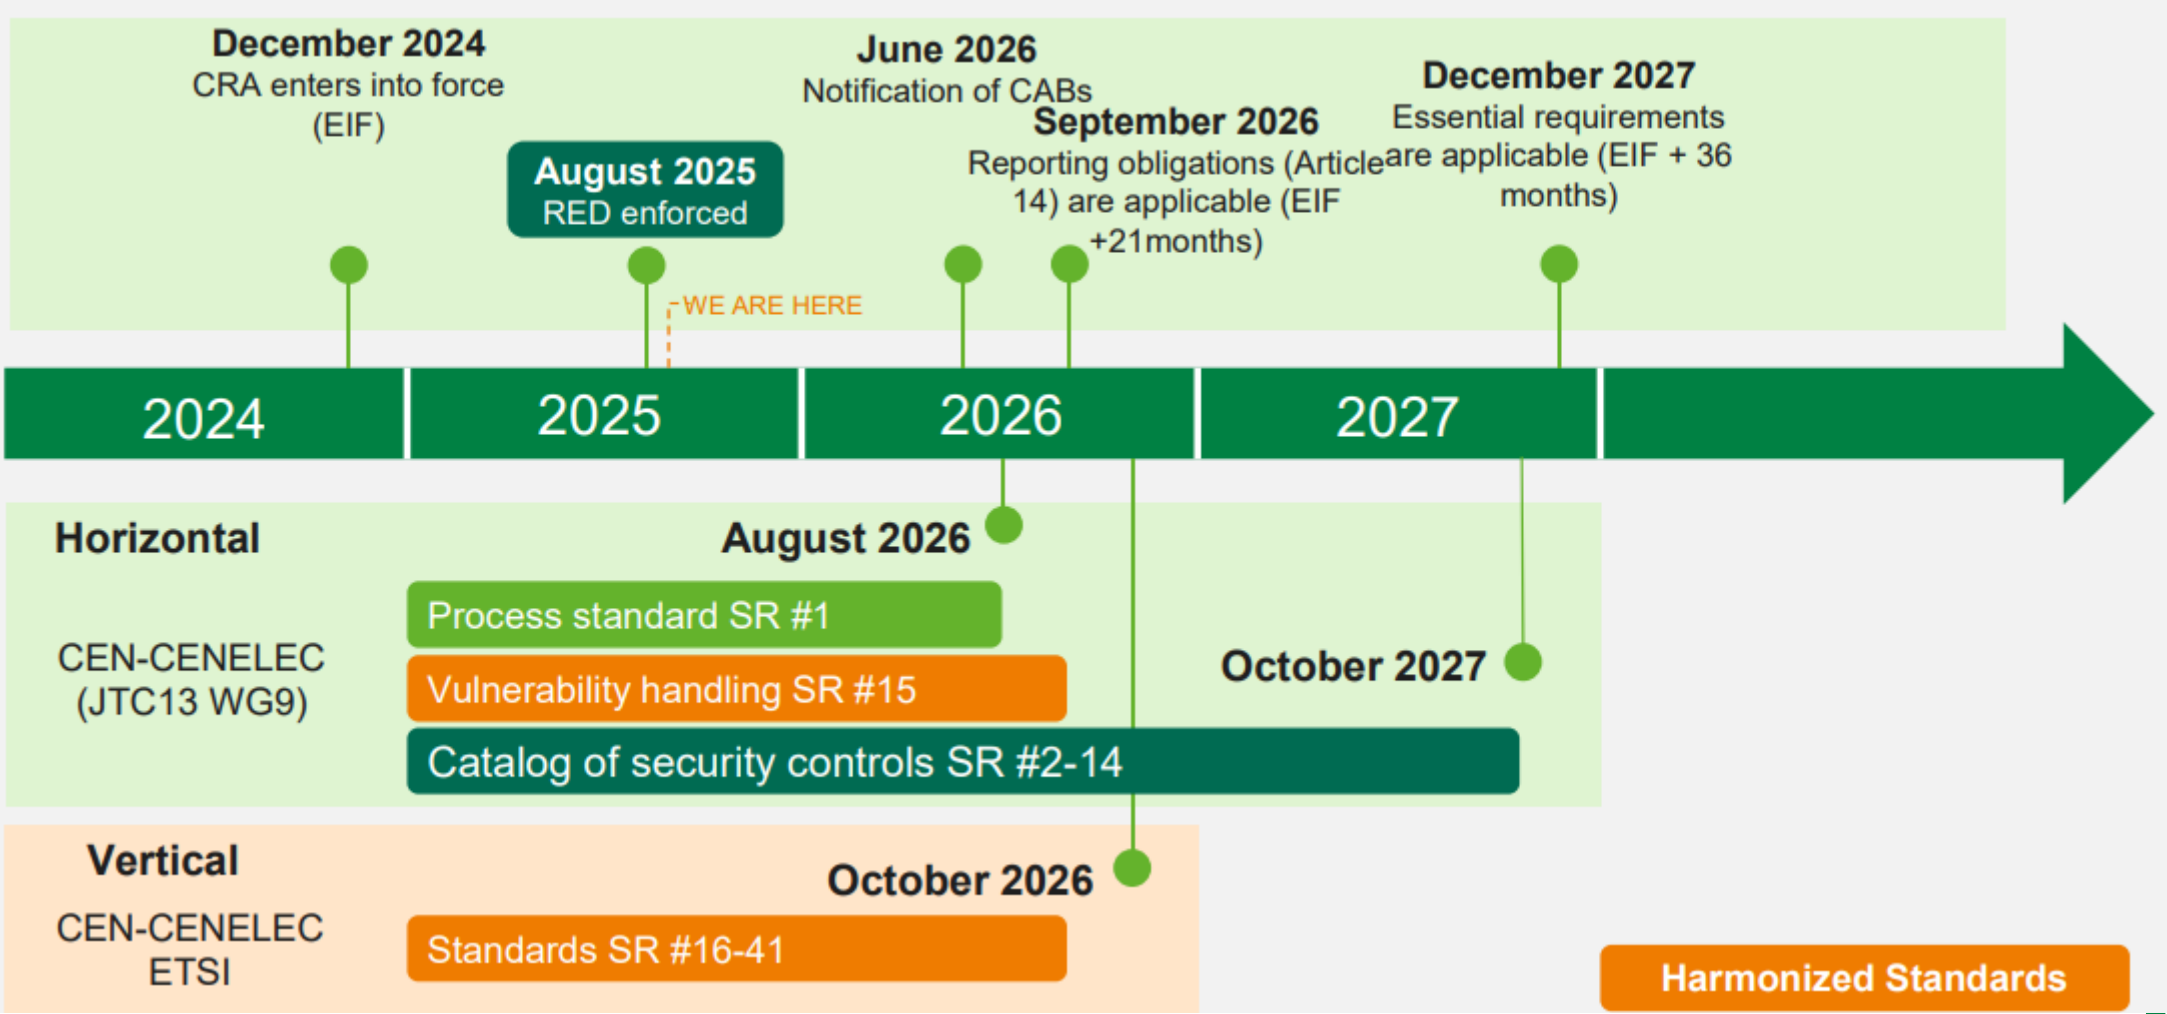 December 2024
CRA enters into force
(EIF)
August 2025
RED enforced
WE ARE HERE
June 2026
Notification of CABs
September 2026
Reporting obligations (Article
14) are applicable (EIF
+21months)
December 2027
Essential requirements
are applicable (EIF + 36
months)
2024
2025
2026
2027
Horizontal
CEN-CENELEC
(JTC13 WG9)
August 2026
Process standard SR #1
Vulnerability handling SR #15
Catalog of security controls SR #2-14
October 2027
Vertical
CEN-CENELEC
ETSI
October 2026
Standards SR #16-41
Harmonized Standards